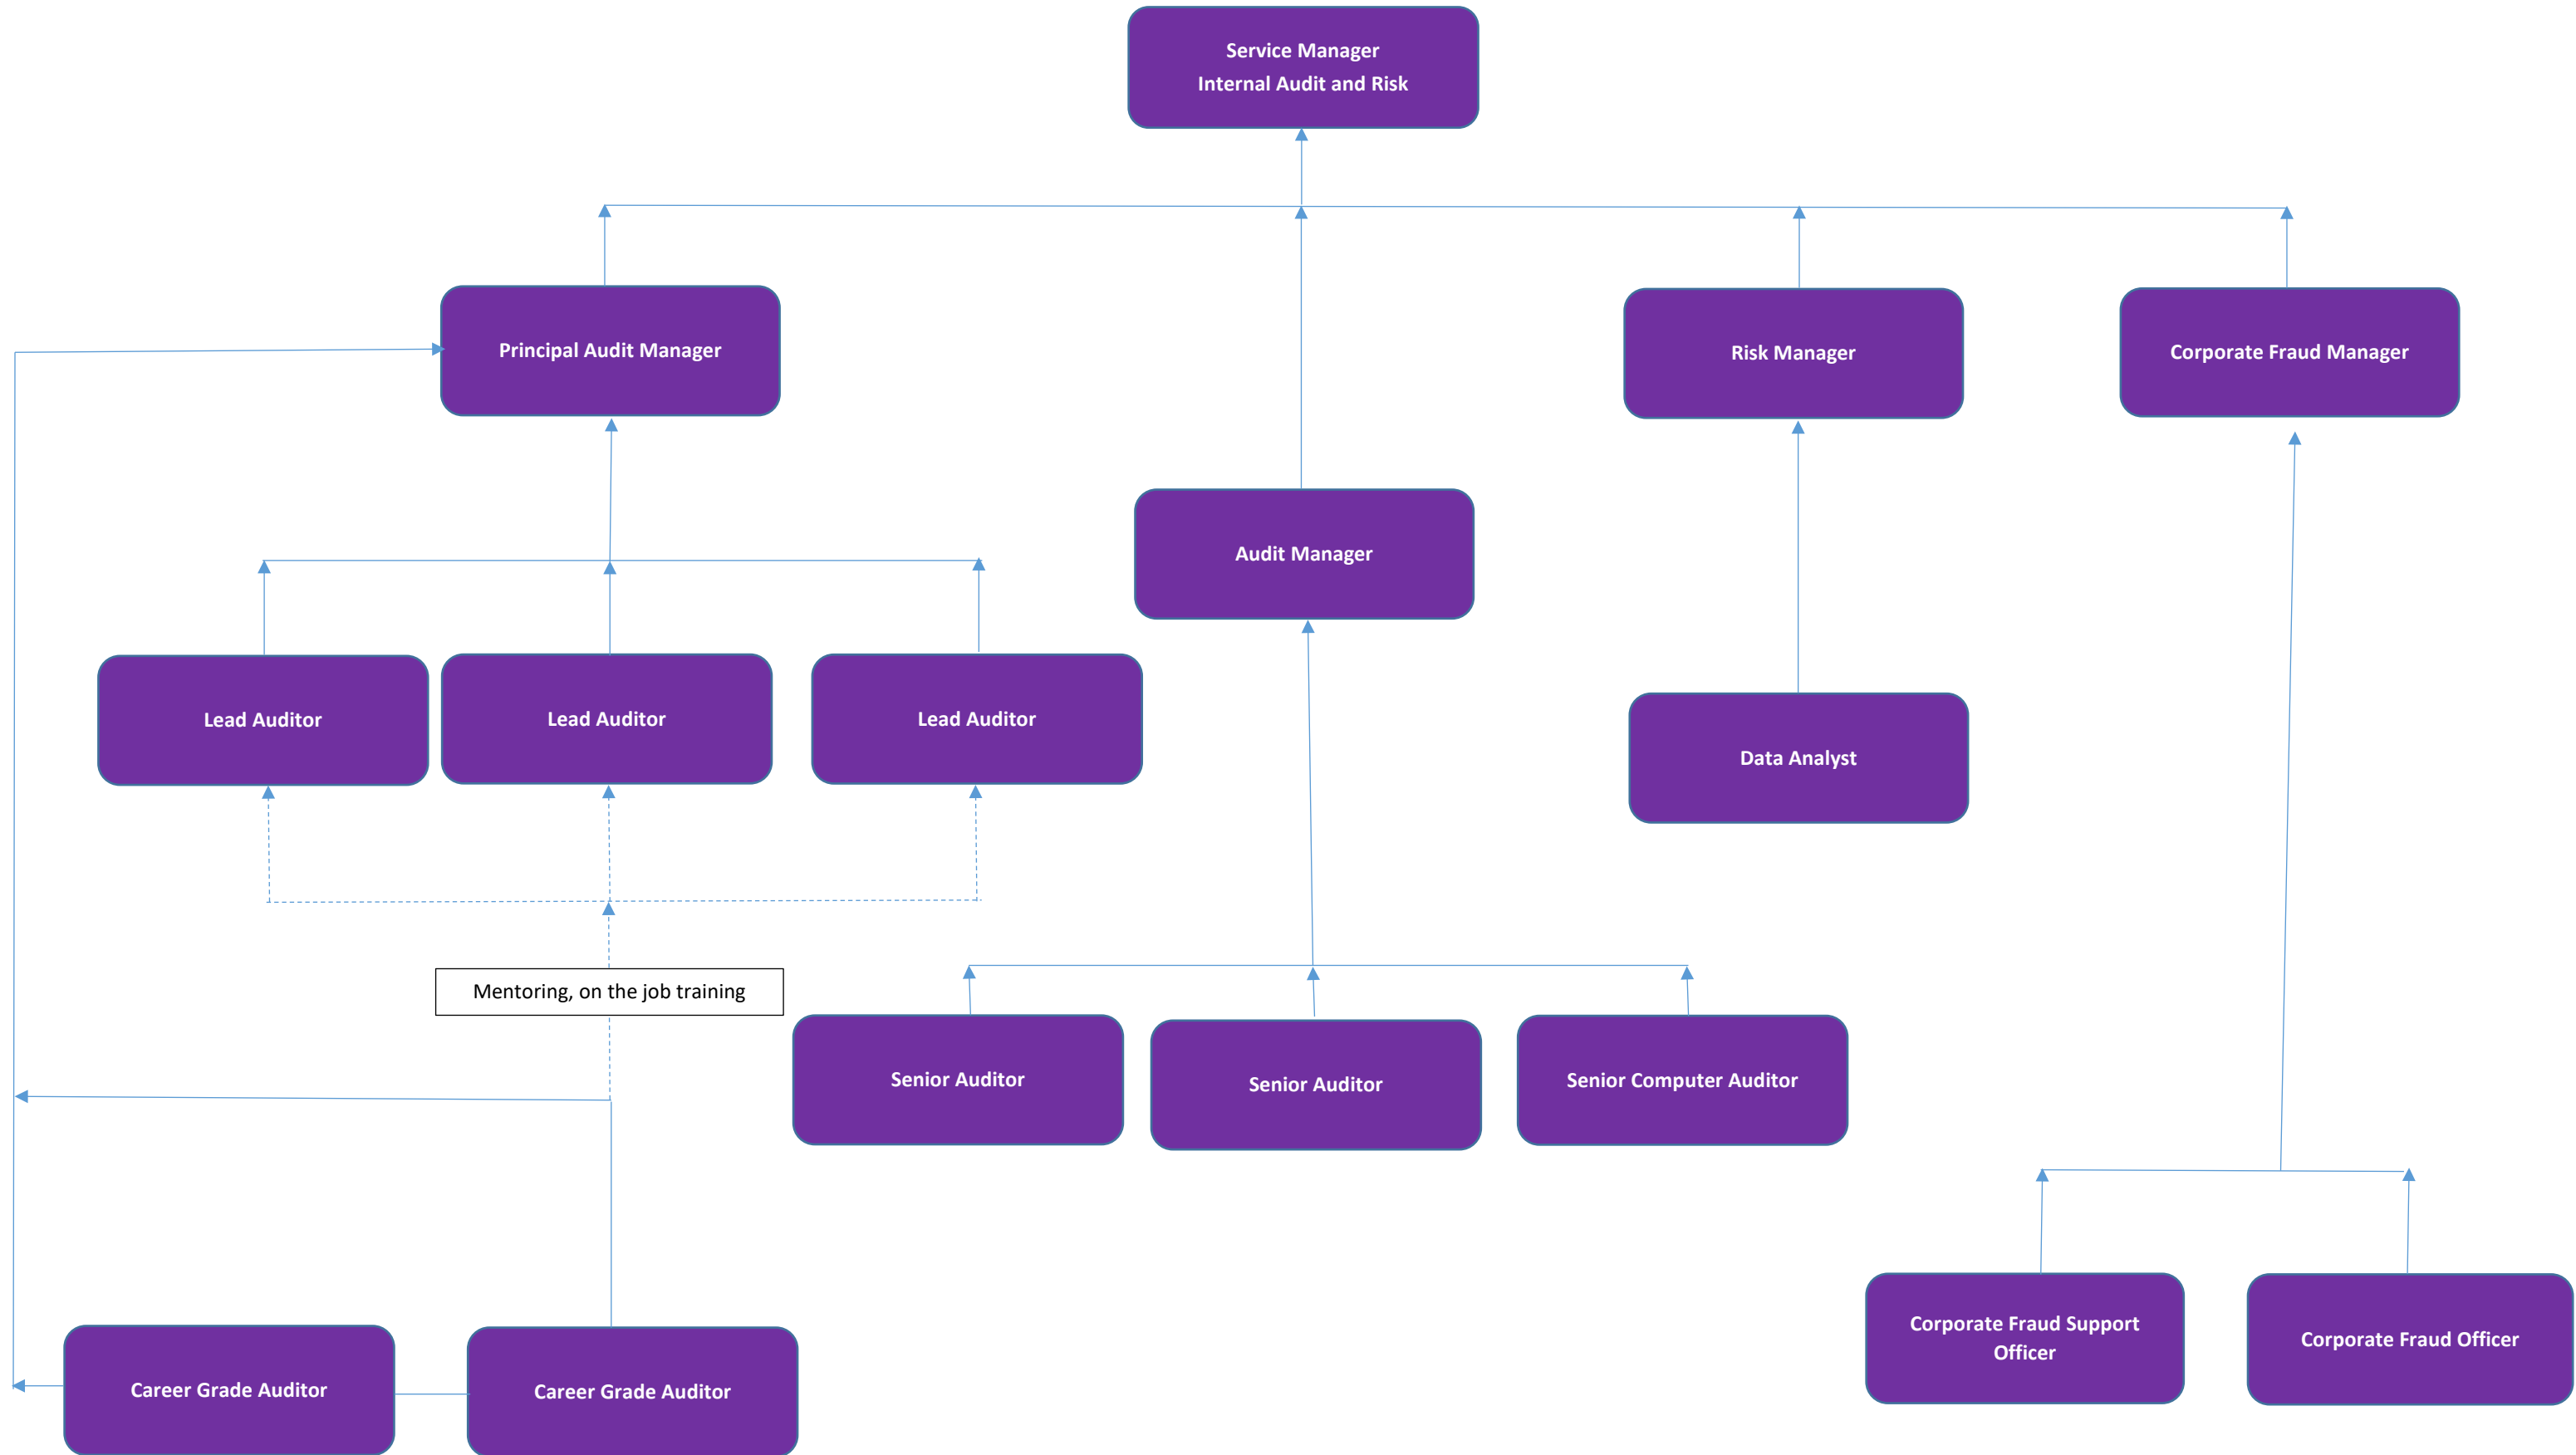 Service Manager
Internal Audit and Risk
Principal Audit Manager
Risk Manager
Corporate Fraud Manager
Audit Manager
Lead Auditor
Lead Auditor
Lead Auditor
Data Analyst
Mentoring, on the job training
Senior Auditor
Senior Auditor
Senior Computer Auditor
Corporate Fraud Support
Officer
Corporate Fraud Officer
Career Grade Auditor
Career Grade Auditor